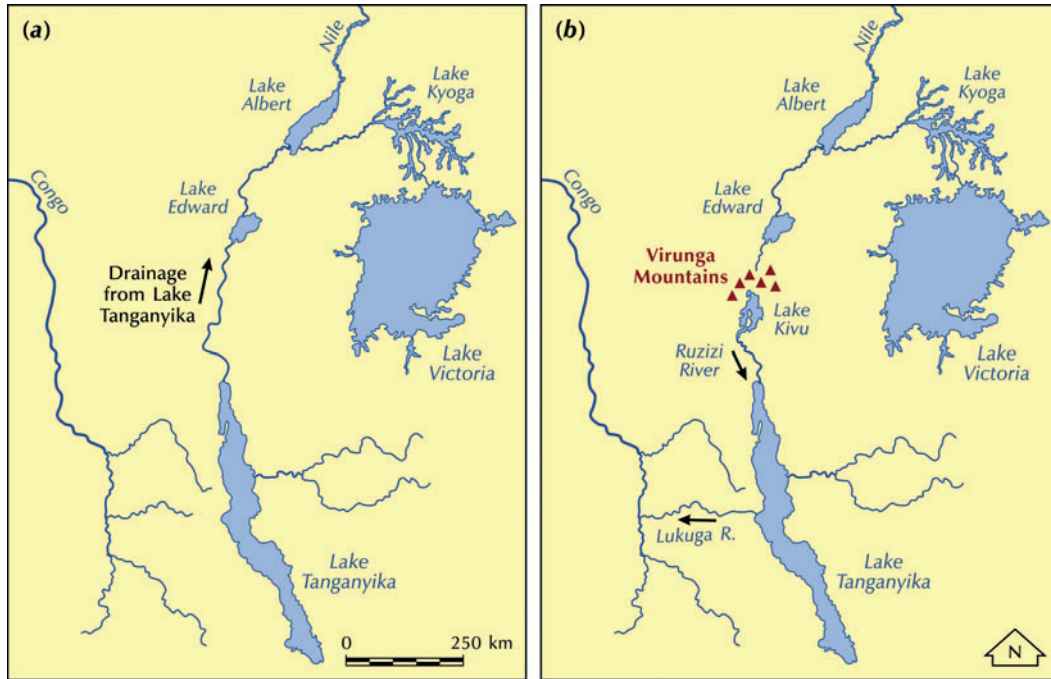 (a)
Nile
Lake
Albert
Lake
Kyoga
Congo
Lake
Edward
Drainage
from Lake
Tanganyika
Lake
Victoria
Lake
Tanganyika
0
250 km
(b)
Nile
Lake
Albert
Lake
Kyoga
Congo
Lake
Edward
Virunga
Mountains
Lake
Kivu
Ruzizi
River
Lake
Victoria
Lukuga R.
Lake
Tanganyika
N